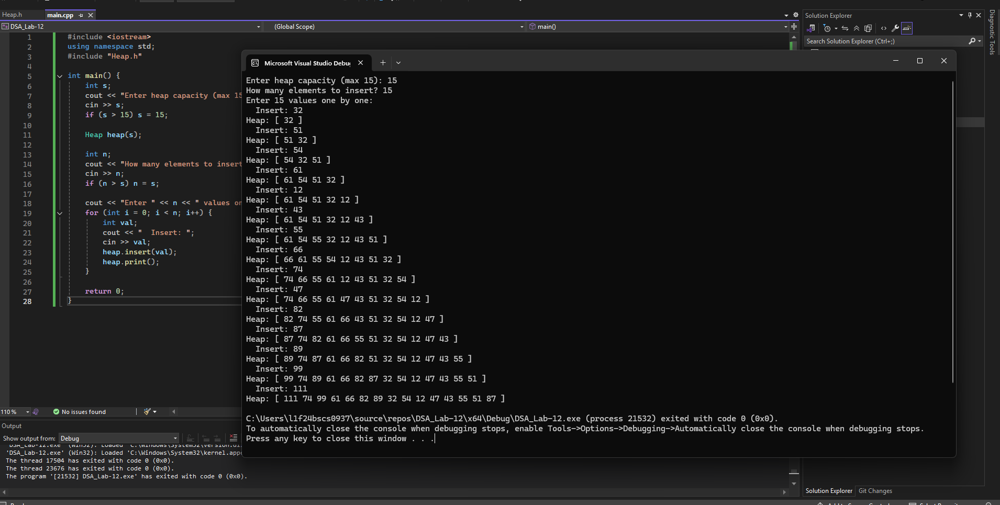 Heap.h
main.cpp
DSA_Lab-12
(Global Scope)
main()
1 #include <iostream>
2 using namespace std;
3 #include "Heap.h"
4
5 int main() {
6 int s;
7 cout << "Enter heap capacity (max 15
8 cin >> s;
9 if (s > 15) s = 15;
10
11 Heap heap(s);
12
13 int n;
14 cout << "How many elements to insert
15 cin >> n;
16 if (n > s) n = s;
17
18 cout << "Enter " << n << " values on
19 for (int i = 0; i < n; i++) {
20 int val;
21 cout << "  Insert: ";
22 cin >> val;
23 heap.insert(val);
24 heap.print();
25 }
26
27 return 0;
28 }
110 %
No issues found
Output
Show output from: Debug
'DSA_Lab-12.exe' (Win32): Loaded 'C:\Windows\System32\version.dl
'DSA_Lab-12.exe' (Win32): Loaded 'C:\Windows\System32\kernel.app
The thread 17504 has exited with code 0 (0x0).
The thread 23676 has exited with code 0 (0x0).
The program '[21532] DSA_Lab-12.exe' has exited with code 0 (0x0).
Microsoft Visual Studio Debu
Enter heap capacity (max 15): 15
How many elements to insert? 15
Enter 15 values one by one:
  Insert: 32
Heap: [ 32 ]
  Insert: 51
Heap: [ 51 32 ]
  Insert: 54
Heap: [ 54 32 51 ]
  Insert: 61
Heap: [ 61 54 51 32 ]
  Insert: 12
Heap: [ 61 54 51 32 12 ]
  Insert: 43
Heap: [ 61 54 51 32 12 43 ]
  Insert: 55
Heap: [ 61 54 55 32 12 43 51 ]
  Insert: 66
Heap: [ 66 61 55 54 12 43 51 32 ]
  Insert: 74
Heap: [ 74 66 55 61 12 43 51 32 54 ]
  Insert: 47
Heap: [ 74 66 55 61 47 43 51 32 54 12 ]
  Insert: 82
Heap: [ 82 74 55 61 66 43 51 32 54 12 47 ]
  Insert: 87
Heap: [ 87 74 82 61 66 55 51 32 54 12 47 43 ]
  Insert: 89
Heap: [ 89 74 87 61 66 82 51 32 54 12 47 43 55 ]
  Insert: 99
Heap: [ 99 74 89 61 66 82 87 32 54 12 47 43 55 51 ]
  Insert: 111
Heap: [ 111 74 99 61 66 82 89 32 54 12 47 43 55 51 87 ]
C:\Users\l1f24bscs0937\source\repos\DSA_Lab-12\x64\Debug\DSA_Lab-12.exe (process 21532) exited with code 0 (0x0).
To automatically close the console when debugging stops, enable Tools->Options->Debugging->Automatically close the console when debugging stops.
Press any key to close this window . . .
Solution Explorer
Search Solution Explorer (Ctrl+;)
Diagnostic Tools
Solution Explorer
Git Changes